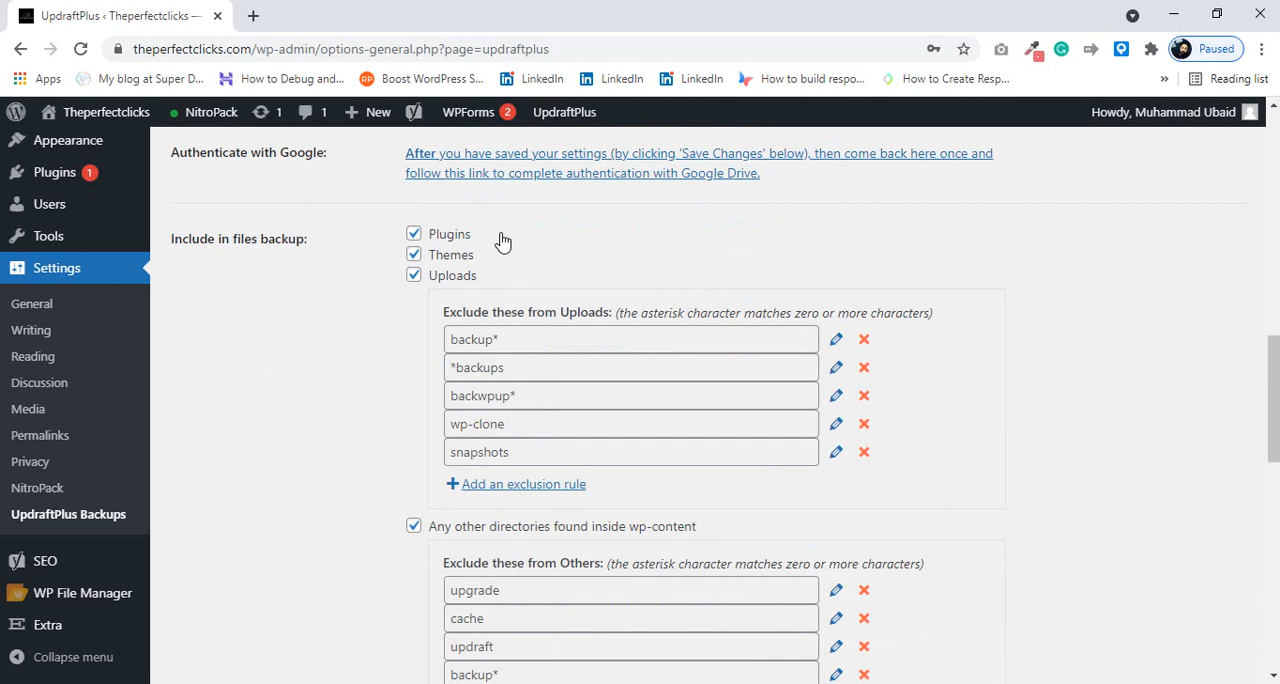 UpdraftPlus ‹ Theperfectclicks —
theperfectclicks.com/wp-admin/options-general.php?page=updraftplus
Paused
Apps
My blog at Super D...
How to Debug and...
Boost WordPress S...
LinkedIn
LinkedIn
LinkedIn
How to build respo...
How to Create Resp...
»
Reading list
Theperfectclicks
NitroPack
1
1
New
WPForms 2
UpdraftPlus
Howdy, Muhammad Ubaid
Appearance
Plugins 1
Users
Tools
Settings
General
Writing
Reading
Discussion
Media
Permalinks
Privacy
NitroPack
UpdraftPlus Backups
SEO
WP File Manager
Extra
Collapse menu
Authenticate with Google:
After you have saved your settings (by clicking 'Save Changes' below), then come back here once and
follow this link to complete authentication with Google Drive.
Include in files backup:
Plugins
Themes
Uploads
Exclude these from Uploads: (the asterisk character matches zero or more characters)
backup*
*backups
backwpup*
wp-clone
snapshots
Add an exclusion rule
Any other directories found inside wp-content
Exclude these from Others: (the asterisk character matches zero or more characters)
upgrade
cache
updraft
backup*